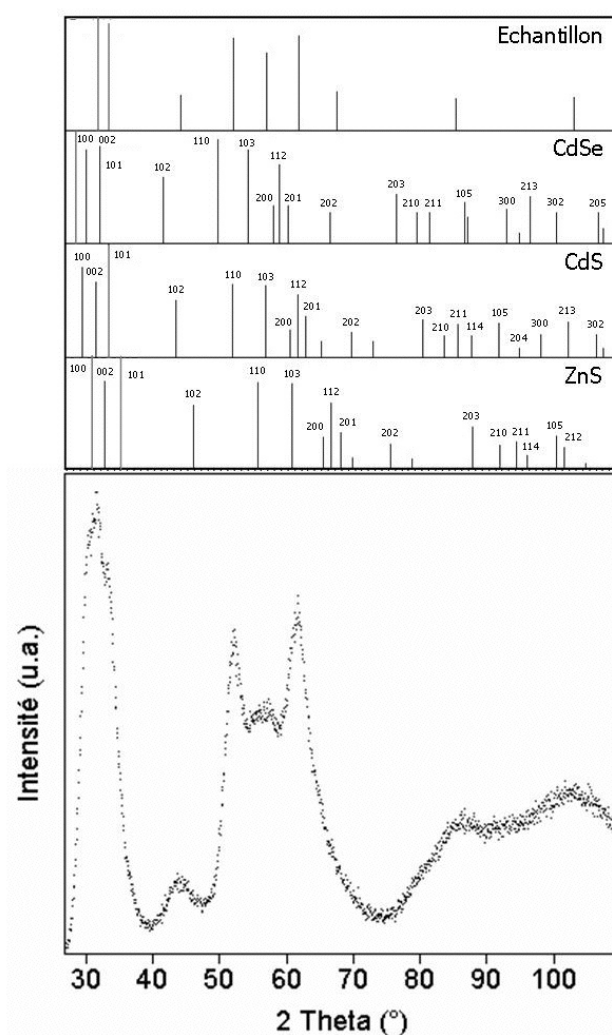 Echantillon
CdSe
100 002 101 102 110 103 200 112 201 202 203 210 211 105 300 213 302 205
CdS
100 002 101 102 110 103 200 112 201 202 203 210 211 114 105 204 300 213 302
ZnS
100 002 101 102 110 103 200 112 201 202 203 210 211 114 105 212
Intensité (u.a.)
30 40 50 60 70 80 90 100
2 Theta (°)